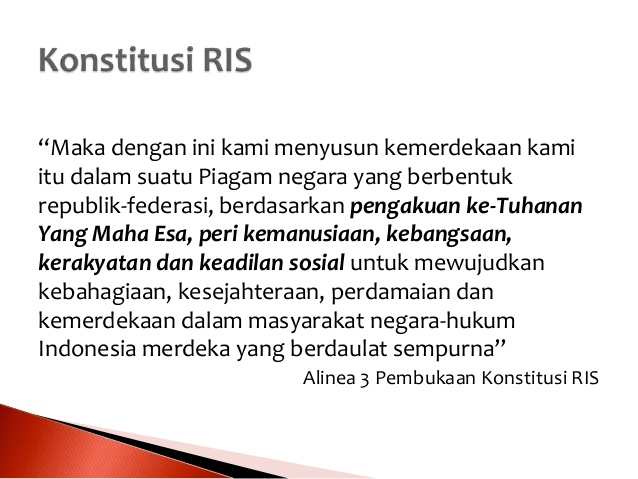 Konstitusi RIS
“Maka dengan ini kami menyusun kemerdekaan kami
itu dalam suatu Piagam negara yang berbentuk
republik-federasi, berdasarkan pengakuan ke-Tuhanan
Yang Maha Esa, peri kemanusiaan, kebangsaan,
kerakyatan dan keadilan sosial untuk mewujudkan
kebahagiaan, kesejahteraan, perdamaian dan
kemerdekaan dalam masyarakat negara-hukum
Indonesia merdeka yang berdaulat sempurna”
Alinea 3 Pembukaan Konstitusi RIS